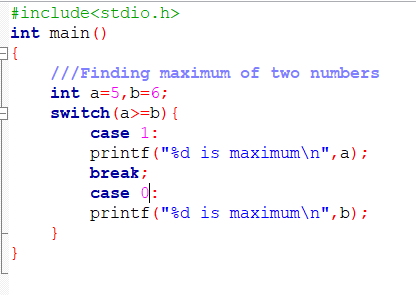 #include<stdio.h>
int main()
{
    ///Finding maximum of two numbers
    int a=5,b=6;
    switch(a>=b){
        case 1:
        printf("%d is maximum\n",a);
        break;
        case 0:
        printf("%d is maximum\n",b);
    }
}